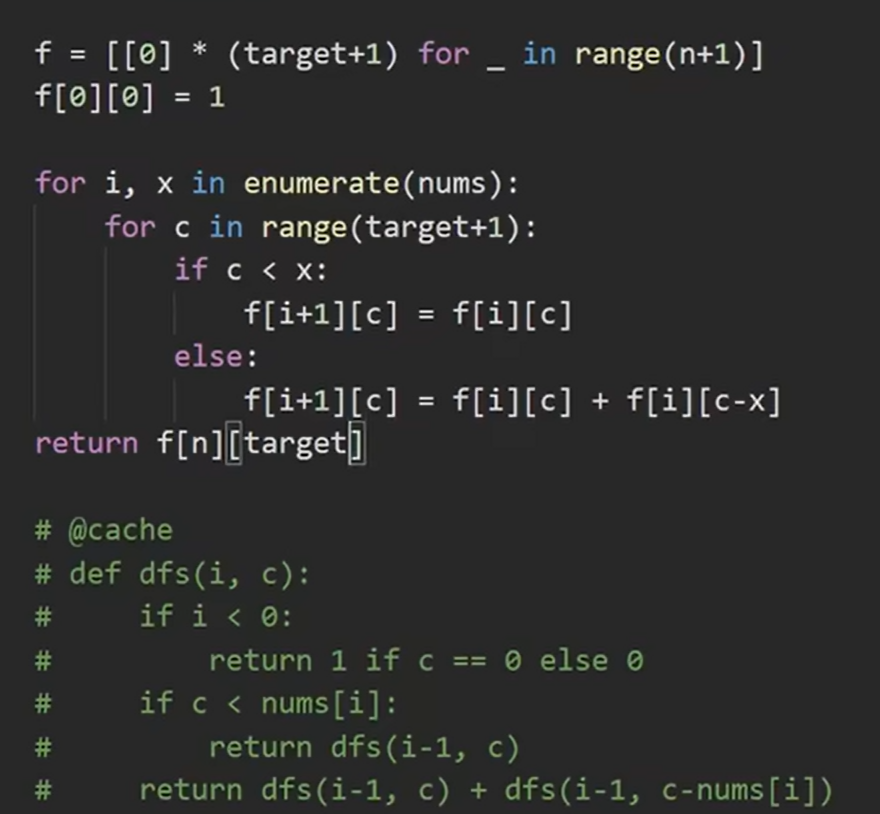 f = [[0] * (target+1) for _ in range(n+1)]
f[0][0] = 1

for i, x in enumerate(nums):
    for c in range(target+1):
        if c < x:
            f[i+1][c] = f[i][c]
        else:
            f[i+1][c] = f[i][c] + f[i][c-x]
return f[n][target]

# @cache
# def dfs(i, c):
#     if i < 0:
#         return 1 if c == 0 else 0
#     if c < nums[i]:
#         return dfs(i-1, c)
#     return dfs(i-1, c) + dfs(i-1, c-nums[i])